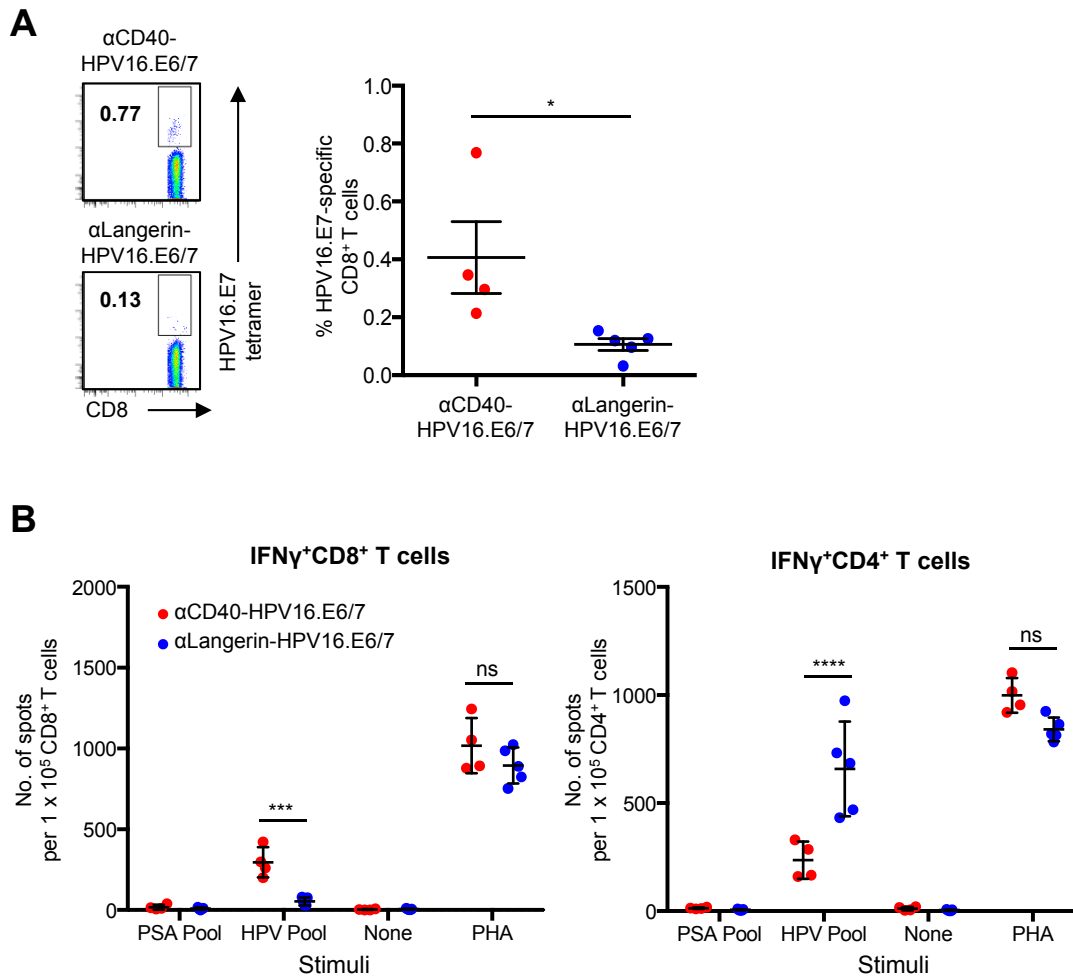 A
αCD40-
HPV16.E6/7
0.77
αLangerin-
HPV16.E6/7
0.13
CD8
HPV16.E7
tetramer
% HPV16.E7-specific
CD8⁺ T cells
1.0
0.8
0.6
0.4
0.2
0.0
*
αCD40-
HPV16.E6/7
αLangerin-
HPV16.E6/7
B
IFNγ⁺CD8⁺ T cells
No. of spots
per 1 x 10⁵ CD8⁺ T cells
2000
1500
1000
500
0
αCD40-HPV16.E6/7
αLangerin-HPV16.E6/7
***
ns
PSA Pool HPV Pool None PHA
Stimuli
IFNγ⁺CD4⁺ T cells
No. of spots
per 1 x 10⁵ CD4⁺ T cells
1500
1000
500
0
****
ns
PSA Pool HPV Pool None PHA
Stimuli